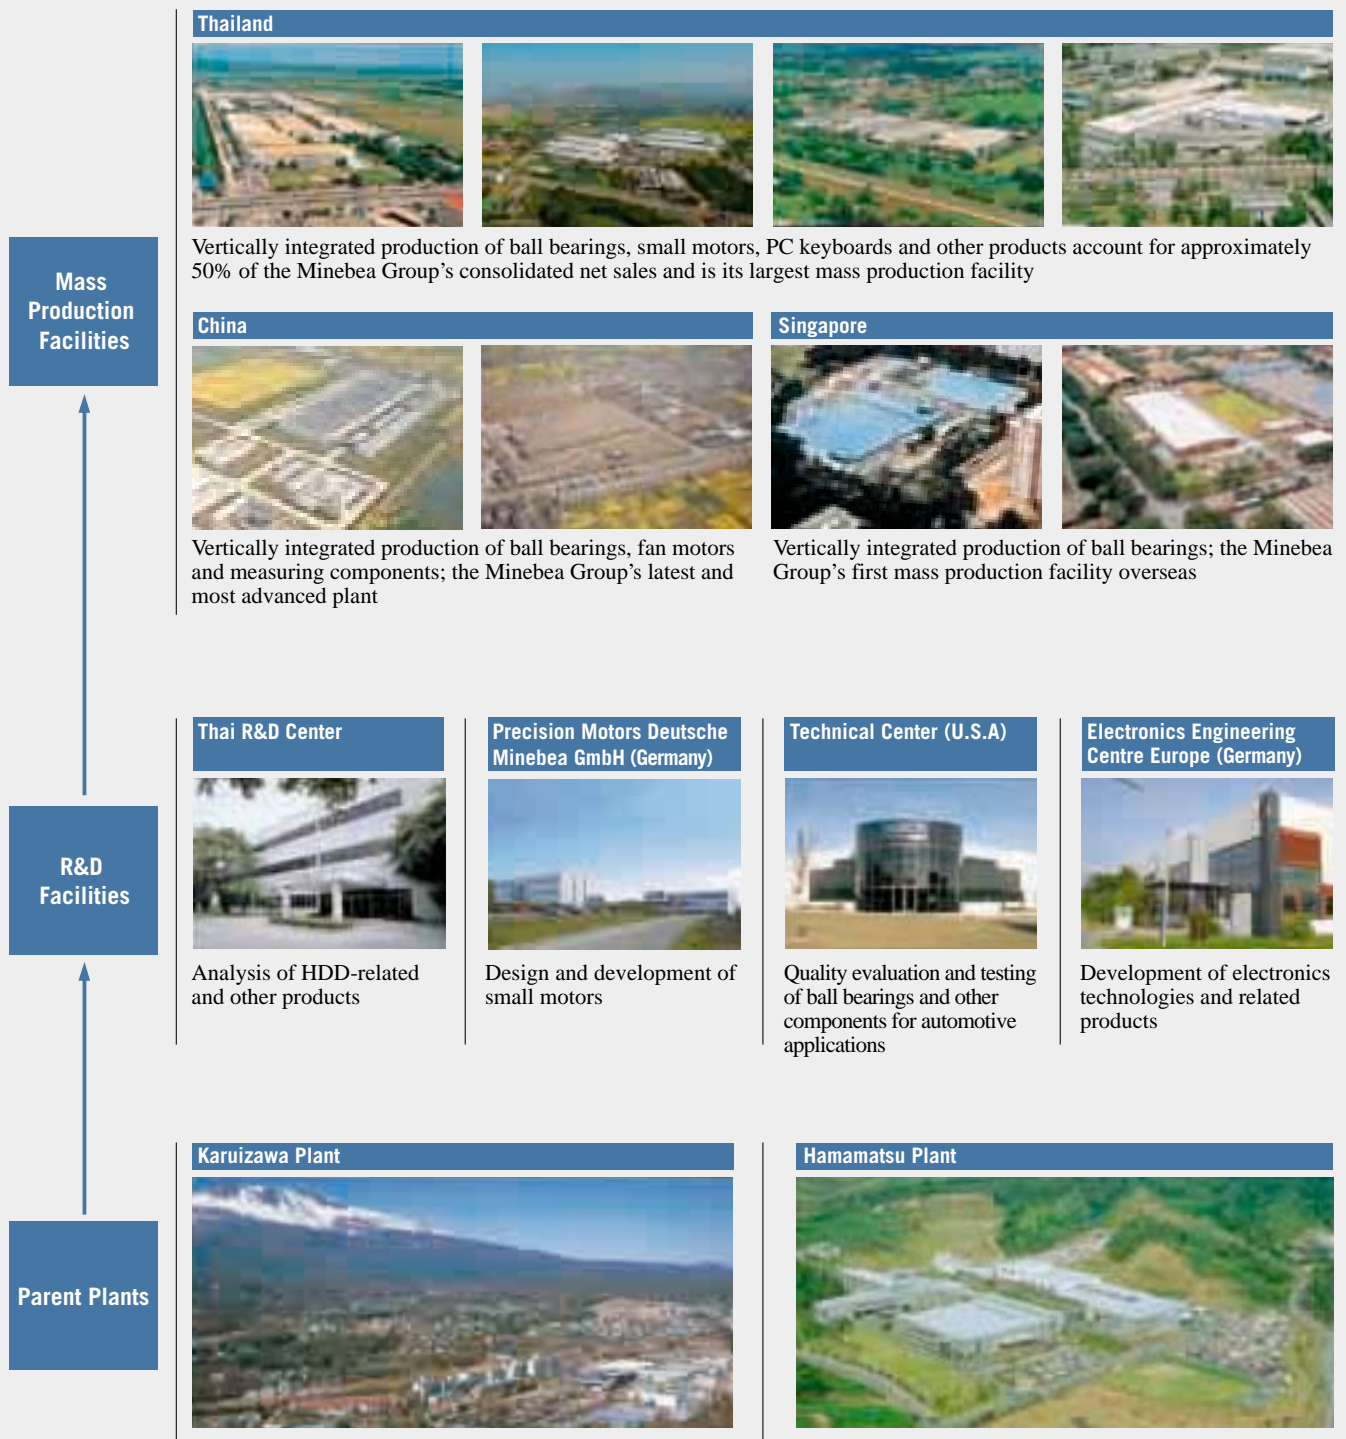 Thailand
Vertically integrated production of ball bearings, small motors, PC keyboards and other products account for approximately
50% of the Minebea Group's consolidated net sales and is its largest mass production facility
Mass
Production
Facilities
China
Vertically integrated production of ball bearings, fan motors
and measuring components; the Minebea Group's latest and
most advanced plant
Singapore
Vertically integrated production of ball bearings; the Minebea
Group's first mass production facility overseas
R&D
Facilities
Thai R&D Center
Analysis of HDD-related
and other products
Precision Motors Deutsche
Minebea GmbH (Germany)
Design and development of
small motors
Technical Center (U.S.A)
Quality evaluation and testing
of ball bearings and other
components for automotive
applications
Electronics Engineering
Centre Europe (Germany)
Development of electronics
technologies and related
products
Parent Plants
Karuizawa Plant
Hamamatsu Plant